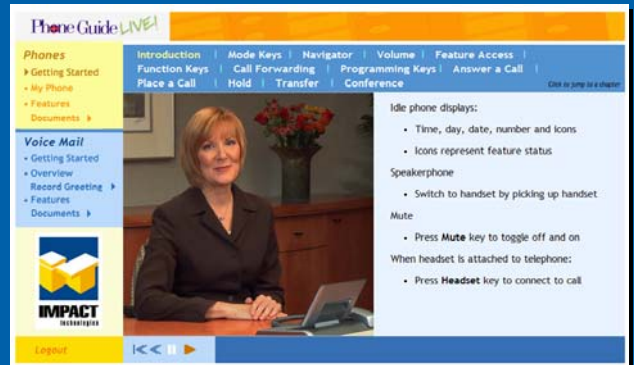 Phone Guide LIVE!
Phones
Getting Started
My Phone
Features
Documents
Voice Mail
Getting Started
Overview
Record Greeting
Features
Documents
IMPACT
technologies
Logout
Introduction | Mode Keys | Navigator | Volume | Feature Access |
Function Keys | Call Forwarding | Programming Keys | Answer a Call |
Place a Call | Hold | Transfer | Conference
Click to jump to a chapter
Idle phone displays:
• Time, day, date, number and icons
• Icons represent feature status
Speakerphone
• Switch to handset by picking up handset
Mute
• Press Mute key to toggle off and on
When headset is attached to telephone:
• Press Headset key to connect to call